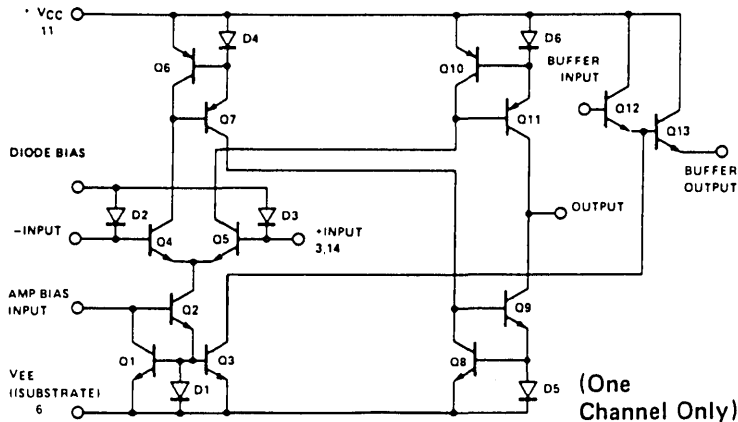 + VCC
11
D4
D6
Q6
Q10
BUFFER
INPUT
Q12
Q13
Q7
Q11
DIODE BIAS
BUFFER
OUTPUT
D2
D3
-INPUT
Q4
Q5
+INPUT
3,14
OUTPUT
AMP BIAS
INPUT
Q2
Q9
Q1
Q3
Q8
VEE
((SUBSTRATE)
6
D1
D5
(One
Channel Only)